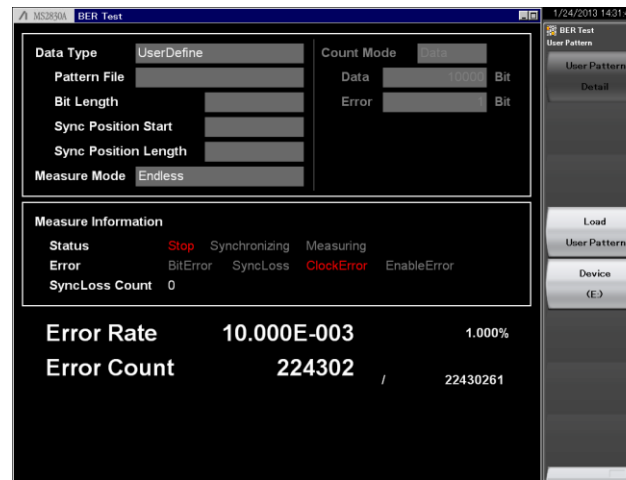 MS2850A BER Test
1/24/2013 14:31:4
BER Test
User Pattern
Data Type UserDefine Count Mode Data
User Pattern
Detail
Pattern File Data 10000 Bit
Bit Length Error 1 Bit
Sync Position Start
Sync Position Length
Measure Mode Endless
Load
User Pattern
Measure Information
Status Stop Synchronizing Measuring
Error BitError SyncLoss ClockError EnableError
SyncLoss Count 0
Device
(E:)
Error Rate 10.000E-003 1.000%
Error Count 224302 / 22430261